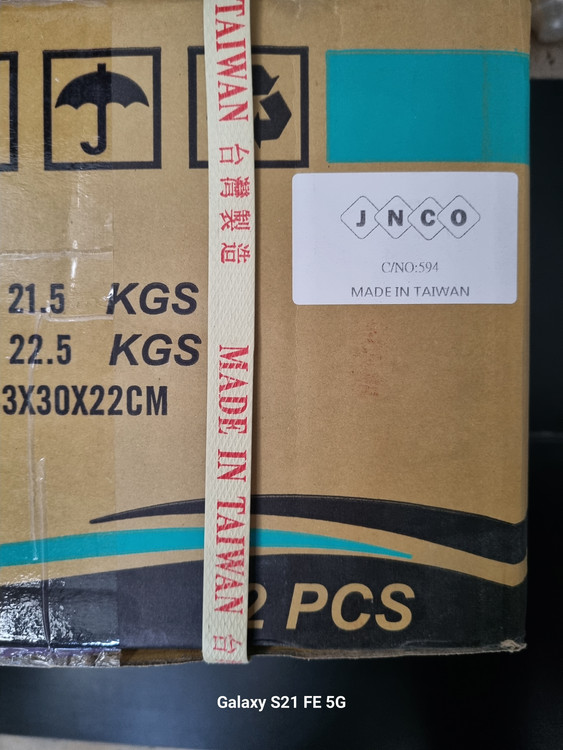 TAIWAN 台灣製造 MADE IN TAIWAN 台
JNCO
C/NO:594
MADE IN TAIWAN
21.5 KGS
22.5 KGS
3X30X22CM
2 PCS
Galaxy S21 FE 5G